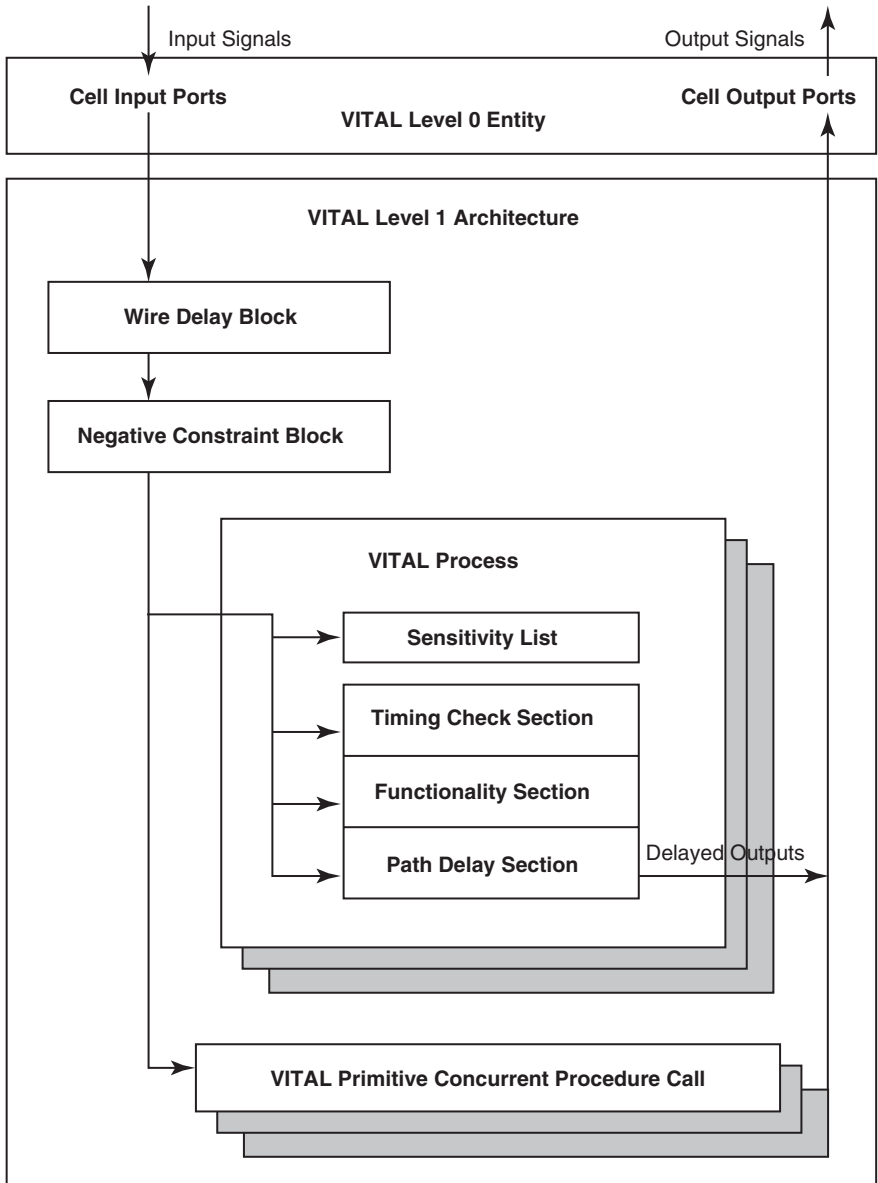 Input Signals
Output Signals
Cell Input Ports
Cell Output Ports
VITAL Level 0 Entity
VITAL Level 1 Architecture
Wire Delay Block
Negative Constraint Block
VITAL Process
Sensitivity List
Timing Check Section
Functionality Section
Path Delay Section
Delayed Outputs
VITAL Primitive Concurrent Procedure Call